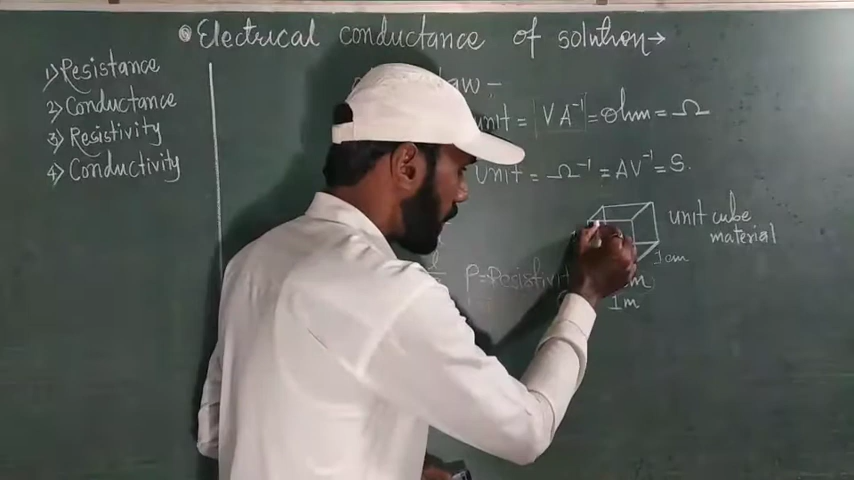 Electrical conductance of solution →
1) Resistance
2) Conductance
3) Resistivity
4) Conductivity
Law –
unit = V A⁻¹ = ohm = Ω
unit = Ω⁻¹ = AV⁻¹ = S.
unit cube
material
1cm
ρ = Resistivit
m
1m